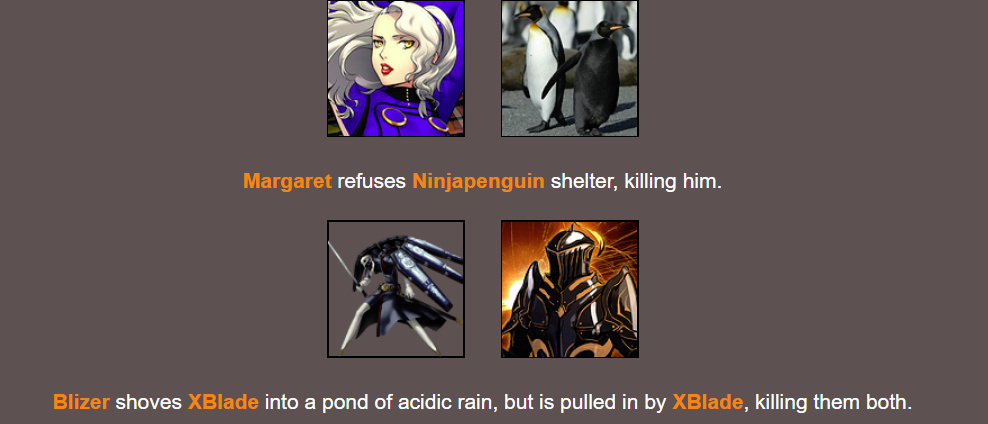 Margaret refuses Ninjapenguin shelter, killing him.
Blizer shoves XBlade into a pond of acidic rain, but is pulled in by XBlade, killing them both.